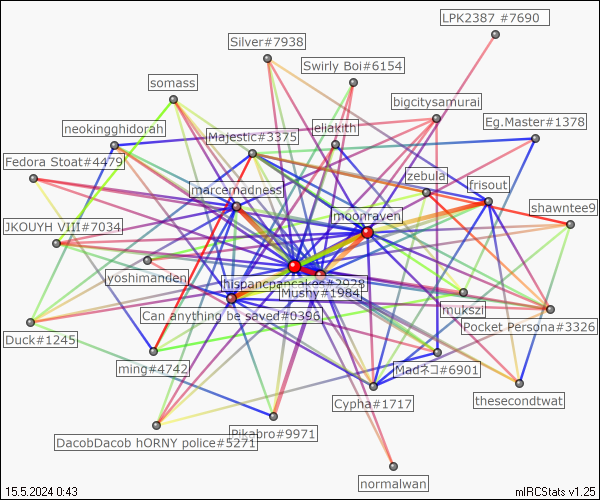 LPK2387 #7690
Silver#7938
Swirly Boi#6154
somass
bigcitysamurai
neokingghidorah
Majestic#3375
eliakith
Eg.Master#1378
Fedora Stoat#4479
zebula
marcemadness
frisout
moonraven
shawntee9
JKOUYH VIII#7034
yoshimanden
hispanpancakes#2928
Mushy#1984
mukszi
Can anything be saved#0396
Pocket Persona#3326
Duck#1245
ming#4742
Madネコ#6901
Cypha#1717
thesecondtwat
DacobDacob hORNY police#5271
Pikabro#9971
normalwan
15.5.2024 0:43
mIRCStats v1.25